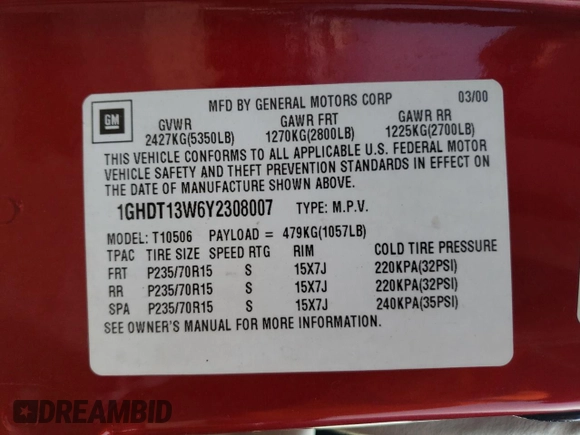 MFD BY GENERAL MOTORS CORP 03/00
GM
GVWR GAWR FRT GAWR RR
2427KG(5350LB) 1270KG(2800LB) 1225KG(2700LB)
THIS VEHICLE CONFORMS TO ALL APPLICABLE U.S. FEDERAL MOTOR
VEHICLE SAFETY AND THEFT PREVENTION STANDARDS IN EFFECT ON
THE DATE OF MANUFACTURE SHOWN ABOVE.
1GHDT13W6Y2308007 TYPE: M.P.V.
MODEL: T10506 PAYLOAD = 479KG(1057LB)
TPAC TIRE SIZE SPEED RTG RIM COLD TIRE PRESSURE
FRT P235/70R15 S 15X7J 220KPA(32PSI)
RR P235/70R15 S 15X7J 220KPA(32PSI)
SPA P235/70R15 S 15X7J 240KPA(35PSI)
SEE OWNER'S MANUAL FOR MORE INFORMATION.
DREAMBID